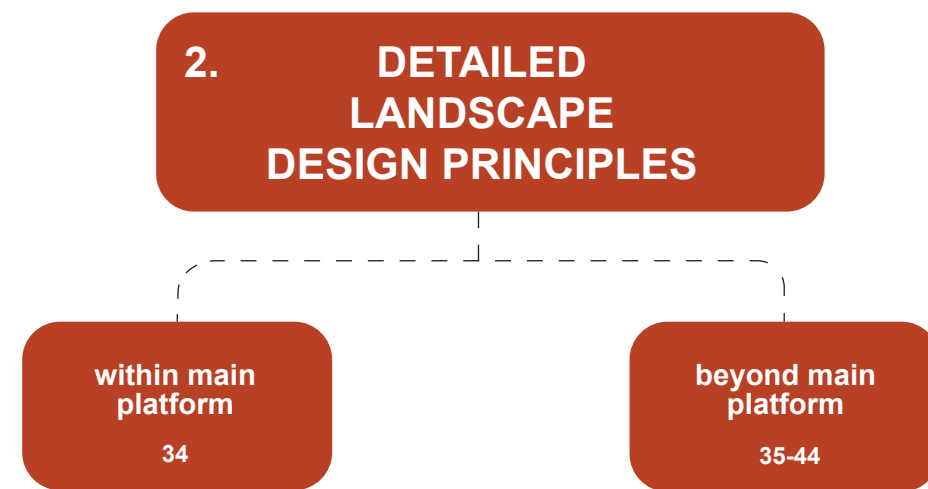 2. DETAILED
LANDSCAPE
DESIGN PRINCIPLES
within main
platform
34
beyond main
platform
35-44